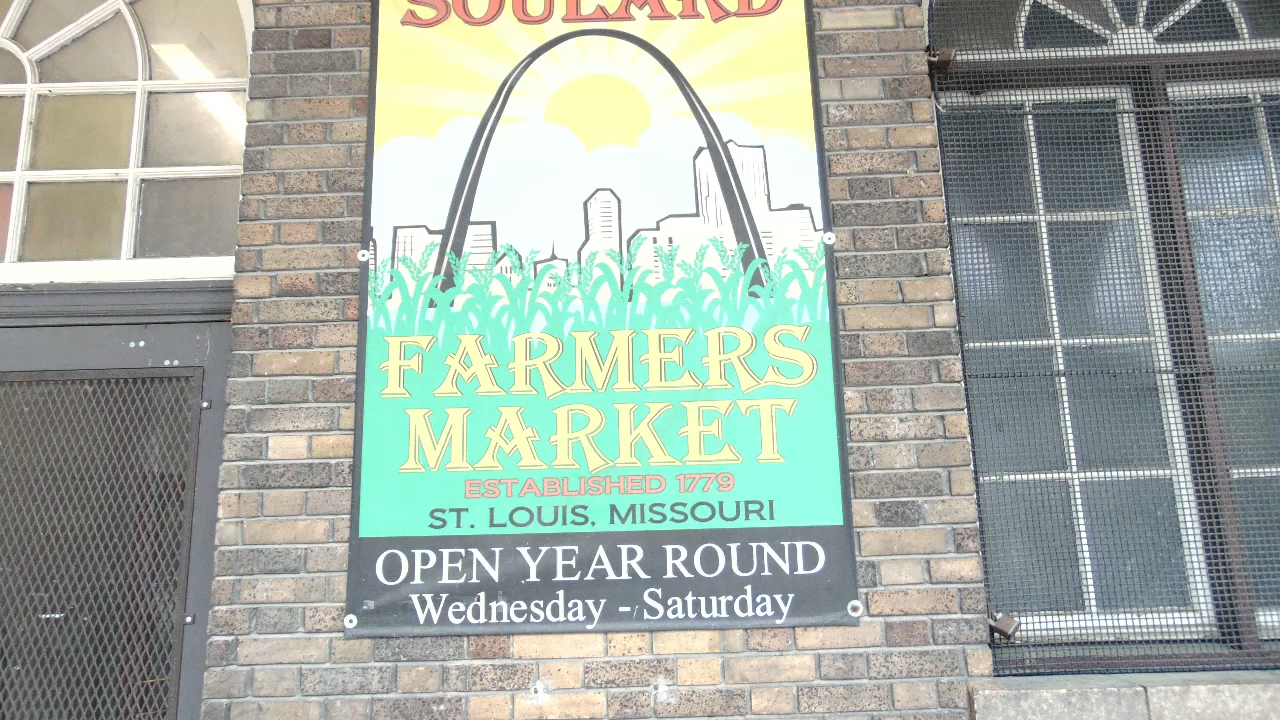 SOULARD
FARMERS
MARKET
ESTABLISHED 1779
ST. LOUIS, MISSOURI
OPEN YEAR ROUND
Wednesday - Saturday